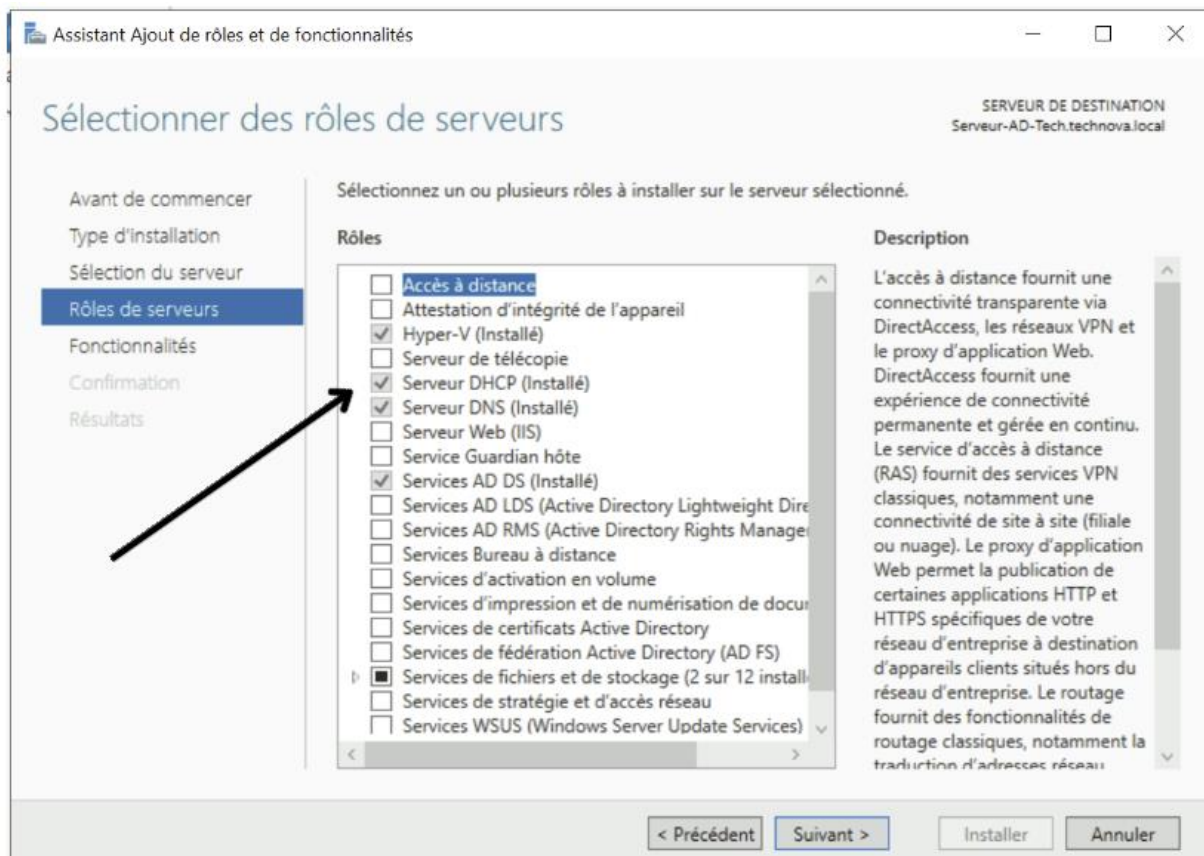 Assistant Ajout de rôles et de fonctionnalités
Sélectionner des rôles de serveurs
SERVEUR DE DESTINATION
Serveur-AD-Tech.technova.local
Avant de commencer
Type d'installation
Sélection du serveur
Rôles de serveurs
Fonctionnalités
Confirmation
Résultats
Sélectionnez un ou plusieurs rôles à installer sur le serveur sélectionné.
Rôles
Accès à distance
Attestation d'intégrité de l'appareil
Hyper-V (Installé)
Serveur de télécopie
Serveur DHCP (Installé)
Serveur DNS (Installé)
Serveur Web (IIS)
Service Guardian hôte
Services AD DS (Installé)
Services AD LDS (Active Directory Lightweight Dire
Services AD RMS (Active Directory Rights Manage
Services Bureau à distance
Services d'activation en volume
Services d'impression et de numérisation de docu
Services de certificats Active Directory
Services de fédération Active Directory (AD FS)
Services de fichiers et de stockage (2 sur 12 install
Services de stratégie et d'accès réseau
Services WSUS (Windows Server Update Services)
Description
L'accès à distance fournit une
connectivité transparente via
DirectAccess, les réseaux VPN et
le proxy d'application Web.
DirectAccess fournit une
expérience de connectivité
permanente et gérée en continu.
Le service d'accès à distance
(RAS) fournit des services VPN
classiques, notamment une
connectivité de site à site (filiale
ou nuage). Le proxy d'application
Web permet la publication de
certaines applications HTTP et
HTTPS spécifiques de votre
réseau d'entreprise à destination
d'appareils clients situés hors du
réseau d'entreprise. Le routage
fournit des fonctionnalités de
routage classiques, notamment la
traduction d'adresses réseau
< Précédent
Suivant >
Installer
Annuler